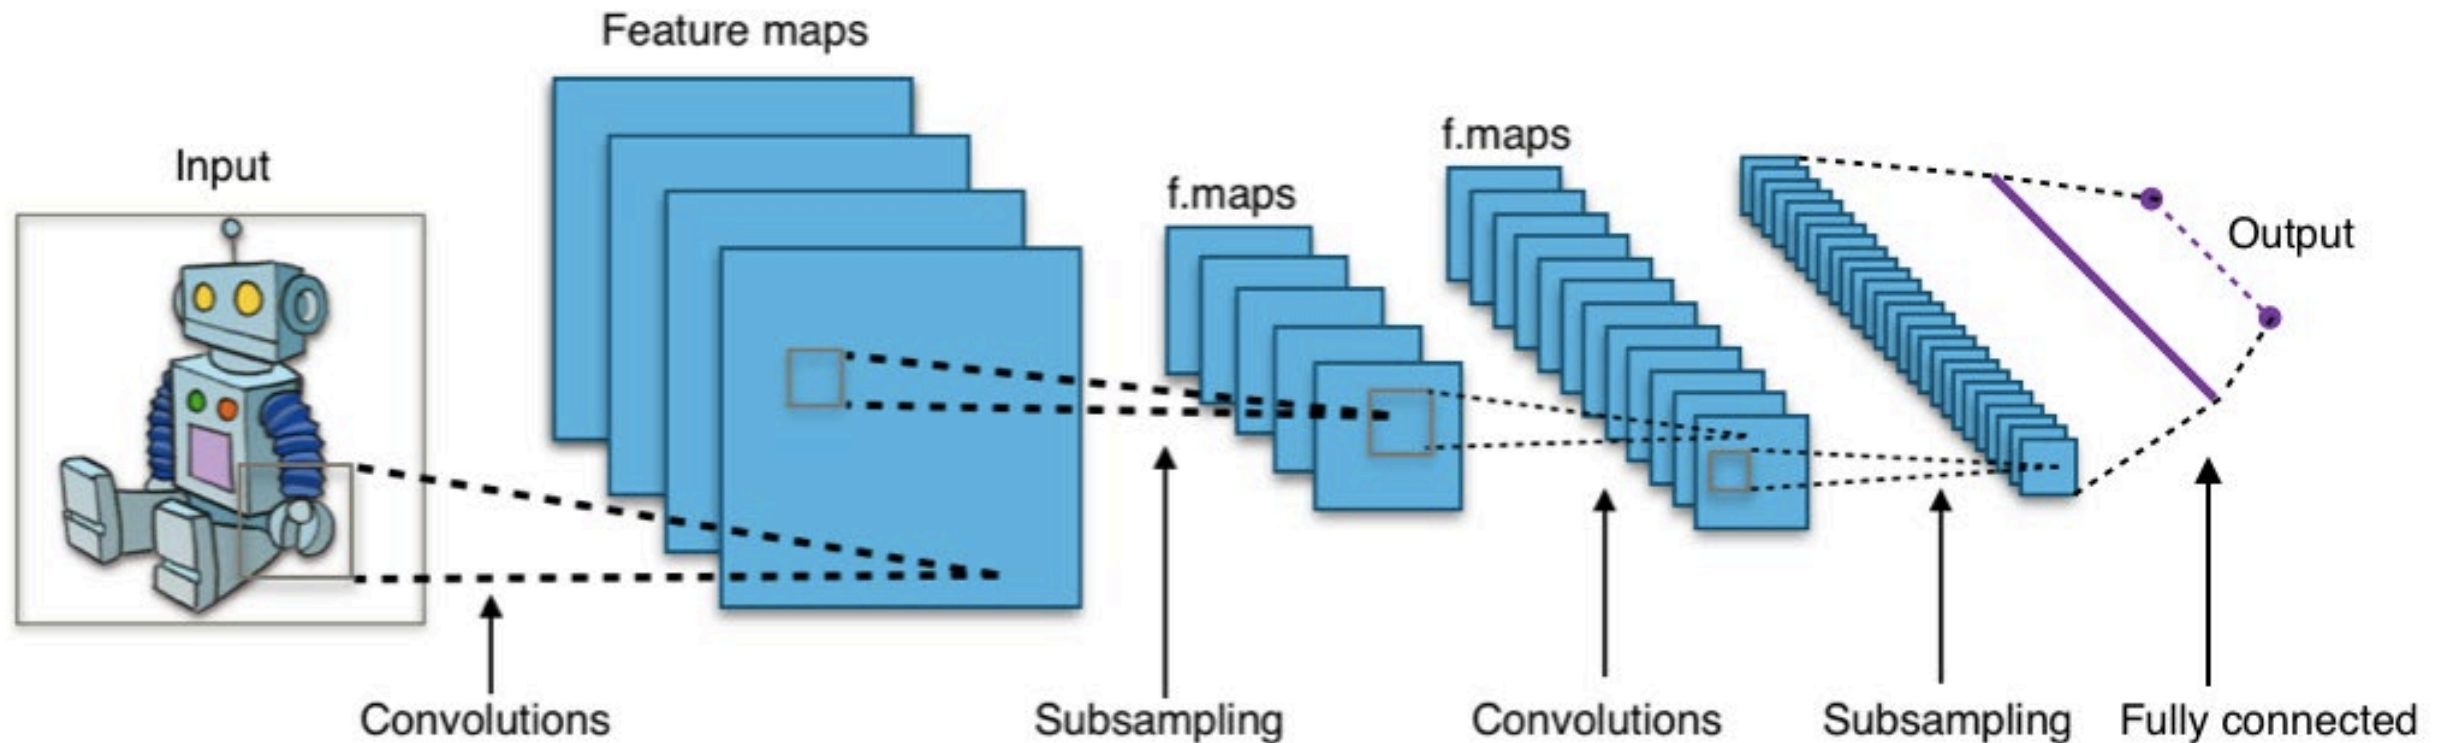 Feature maps
f.maps
Input
f.maps
Output
Convolutions
Subsampling
Convolutions
Subsampling
Fully connected